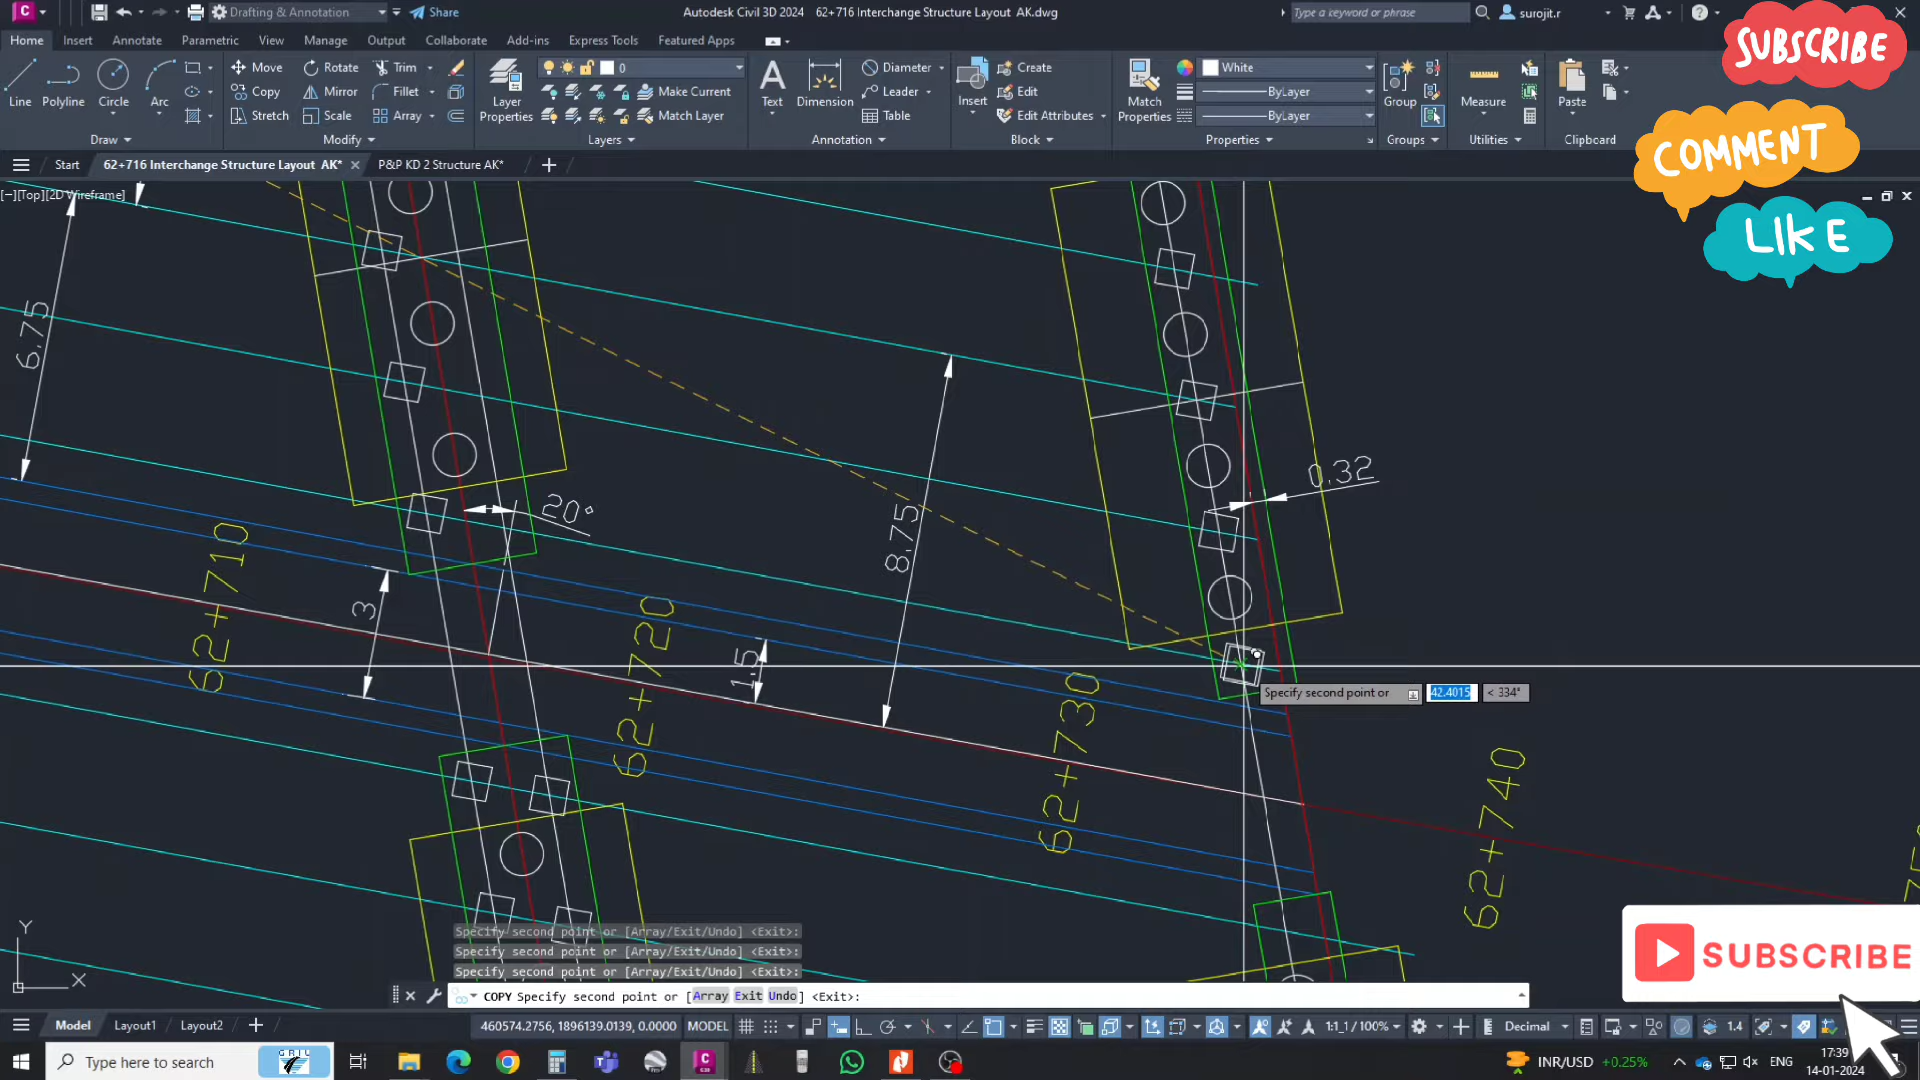 Drafting & Annotation
Share
Autodesk Civil 3D 2024 62+716 Interchange Structure Layout AK.dwg
Type a keyword or phrase
surojit.r
Home Insert Annotate Parametric View Manage Output Collaborate Add-ins Express Tools Featured Apps
Line Polyline Circle Arc
Move Rotate Trim
Copy Mirror Fillet
Stretch Scale Array
Draw Modify
Layer Properties
0
Make Current
Match Layer
Layers
Text Dimension
Diameter
Leader
Table
Annotation
Insert
Create
Edit
Edit Attributes
Block
Match Properties
White
ByLayer
ByLayer
Properties
Group
Groups
Measure
Utilities
Paste
Clipboard
SUBSCRIBE
COMMENT
LIKE
Start 62+716 Interchange Structure Layout AK* P&P KD 2 Structure AK*
[−][Top][2D Wireframe]
6.75
0.32
20°
8.75
62+710
3
62+720
1.5
62+730
62+740
Specify second point or 42.4015 < 334°
Y
X
Specify second point or [Array/Exit/Undo] <Exit>:
Specify second point or [Array/Exit/Undo] <Exit>:
Specify second point or [Array/Exit/Undo] <Exit>:
COPY Specify second point or [Array Exit Undo] <Exit>:
SUBSCRIBE
Model Layout1 Layout2
460574.2756, 1896139.0139, 0.0000 MODEL
1:1_1 / 100%
Decimal
1.4
Type here to search
GRIL
INR/USD +0.25%
ENG
17:39
14-01-2024